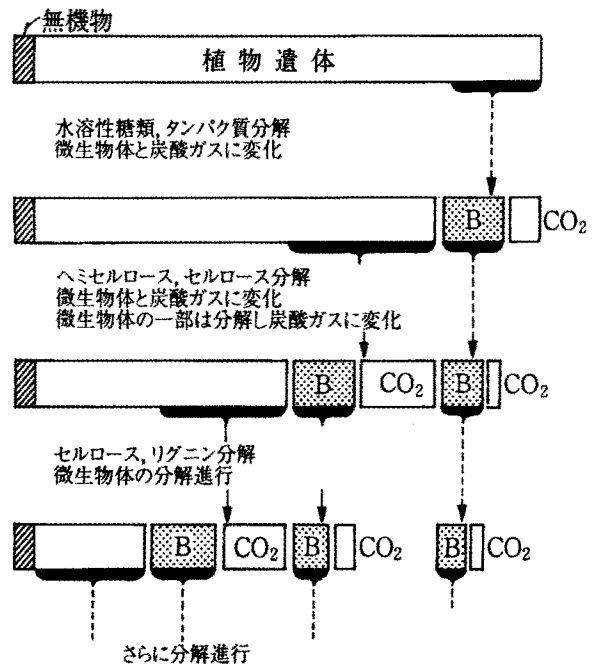 無機物
植物遺体
水溶性糖類,タンパク質分解
微生物体と炭酸ガスに変化
B CO₂
ヘミセルロース,セルロース分解
微生物体と炭酸ガスに変化
微生物体の一部は分解し炭酸ガスに変化
B CO₂ B CO₂
セルロース,リグニン分解
微生物体の分解進行
B CO₂ B CO₂ B CO₂
さらに分解進行